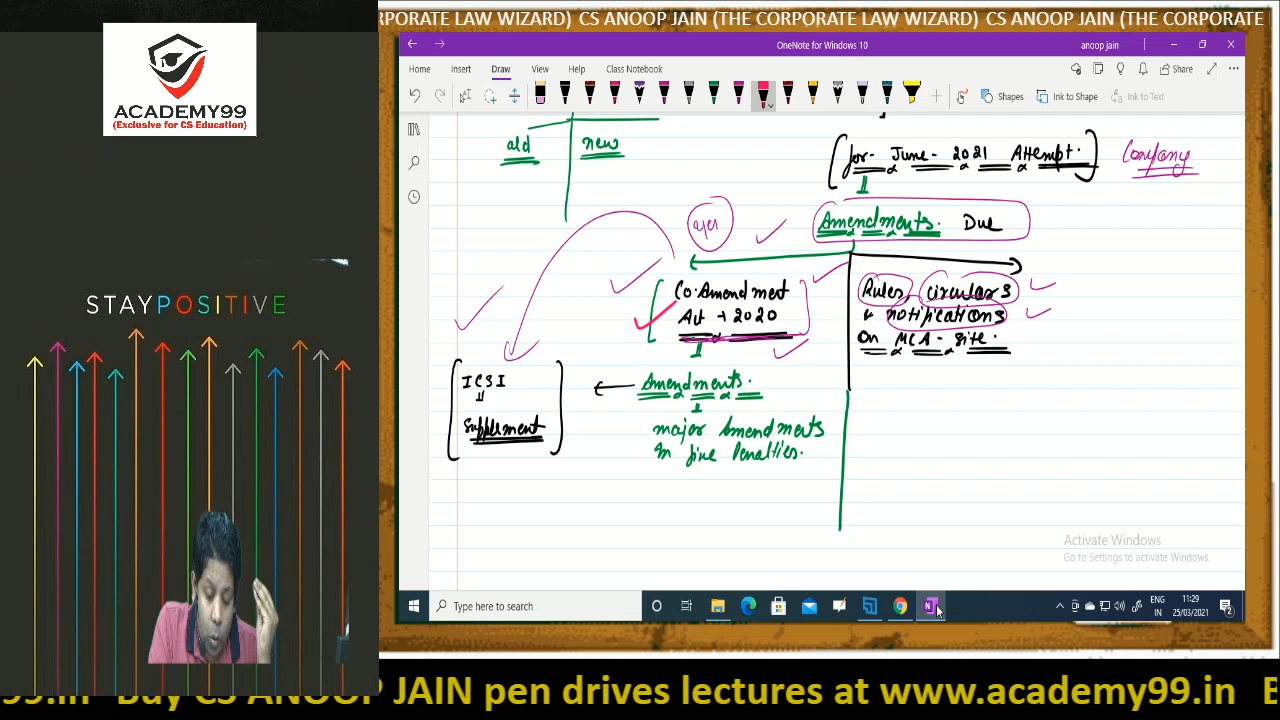 RPORATE LAW WIZARD) CS ANOOP JAIN (THE CORPORATE LAW WIZARD) CS ANOOP JAIN (THE CORPORATE
ACADEMY99
(Exclusive for CS Education)
OneNote for Windows 10
anoop jain
Home Insert Draw View Help Class Notebook
Share
Shapes Ink to Shape Ink to Text
old new
for June - 2021 Attempt.
Company
Amendments. Due
Co. Amendment
Act → 2020
Rules circulars
& notifications
On MCA - Site.
STAYPOSITIVE
ICSI
Supplement
Amendments.
major Amendments
In fine Penalties.
Activate Windows
Go to Settings to activate Windows.
Type here to search
ENG
IN
11:29
25/03/2021
2
99.in Buy CS ANOOP JAIN pen drives lectures at www.academy99.in